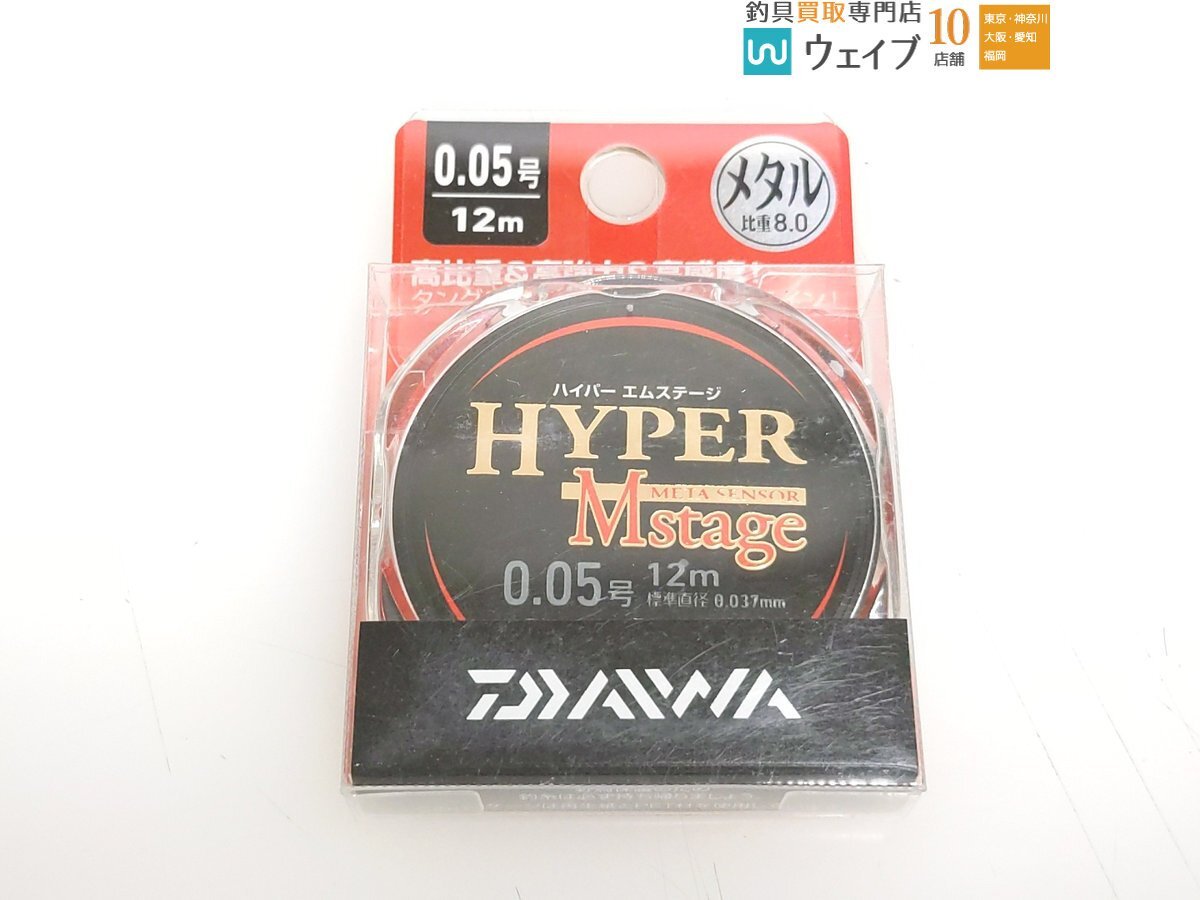 釣具買取専門店
ウェイブ
10
店舗
東京・神奈川
大阪・愛知
福岡
0.05号
12m
メタル
比重8.0
高比重&高強力&高感度!
ハイパー エムステージ
HYPER
META SENSOR
Mstage
0.05号 12m
標準直径 0.037mm
DAIWA